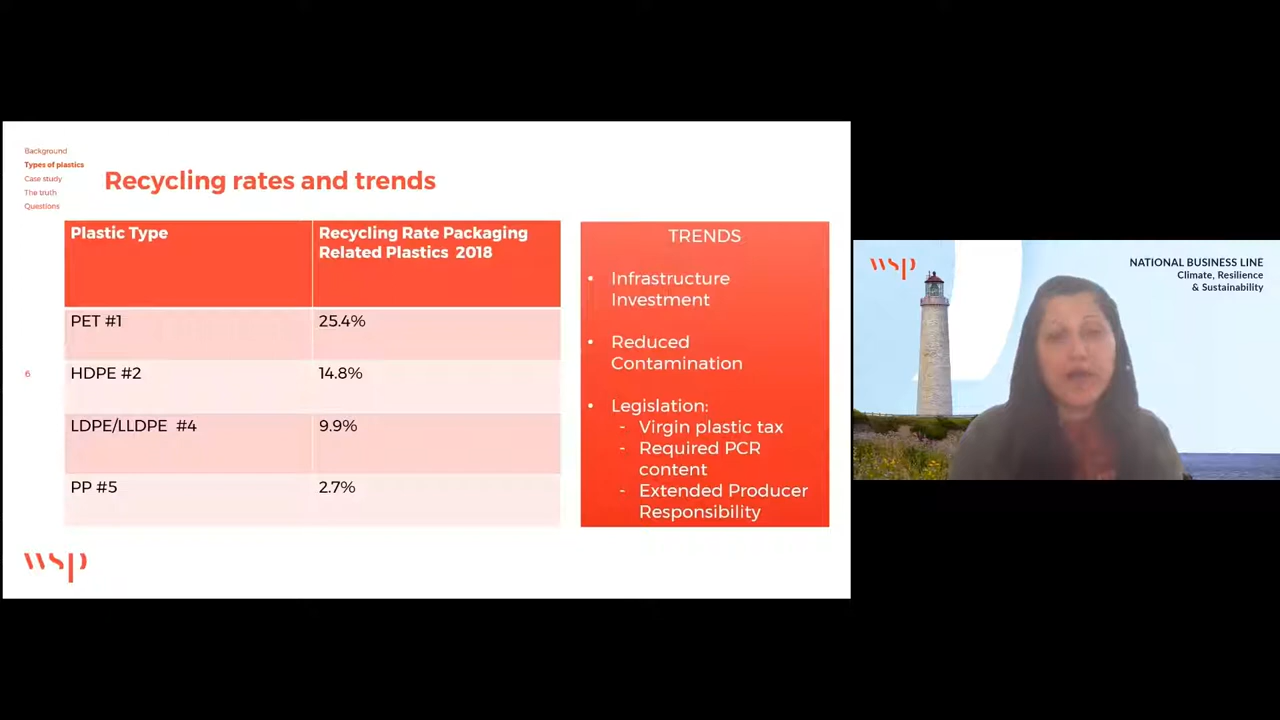 Background
Types of plastics
Case study
The truth
Questions
Recycling rates and trends
Plastic Type
Recycling Rate Packaging
Related Plastics 2018
PET #1
25.4%
HDPE #2
14.8%
LDPE/LLDPE #4
9.9%
PP #5
2.7%
TRENDS
• Infrastructure
Investment
• Reduced
Contamination
• Legislation:
- Virgin plastic tax
- Required PCR
content
- Extended Producer
Responsibility
6
wsp
wsp
NATIONAL BUSINESS LINE
Climate, Resilience
& Sustainability